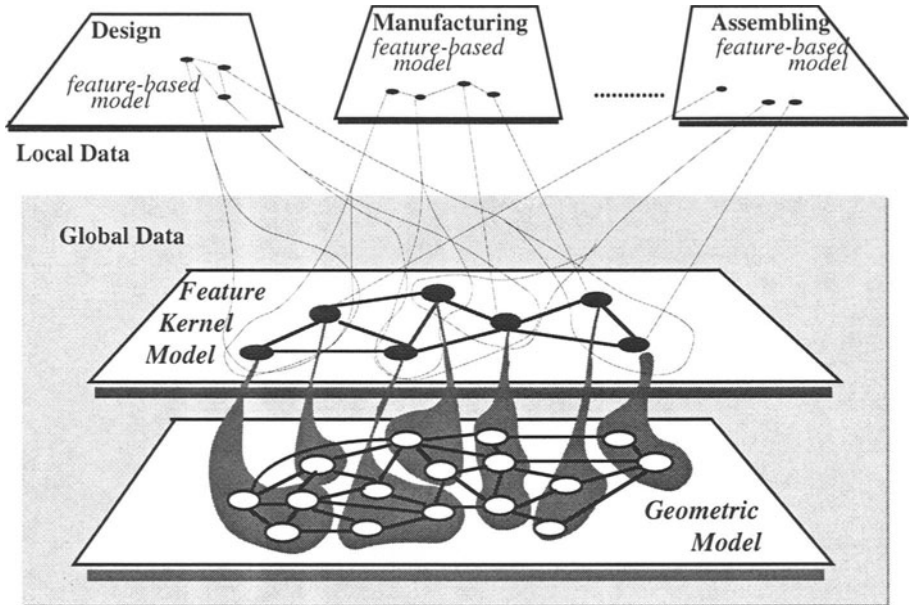 Design
feature-based
model
Manufacturing
feature-based
model
Assembling
feature-based
model
Local Data
Global Data
Feature
Kernel
Model
Geometric
Model